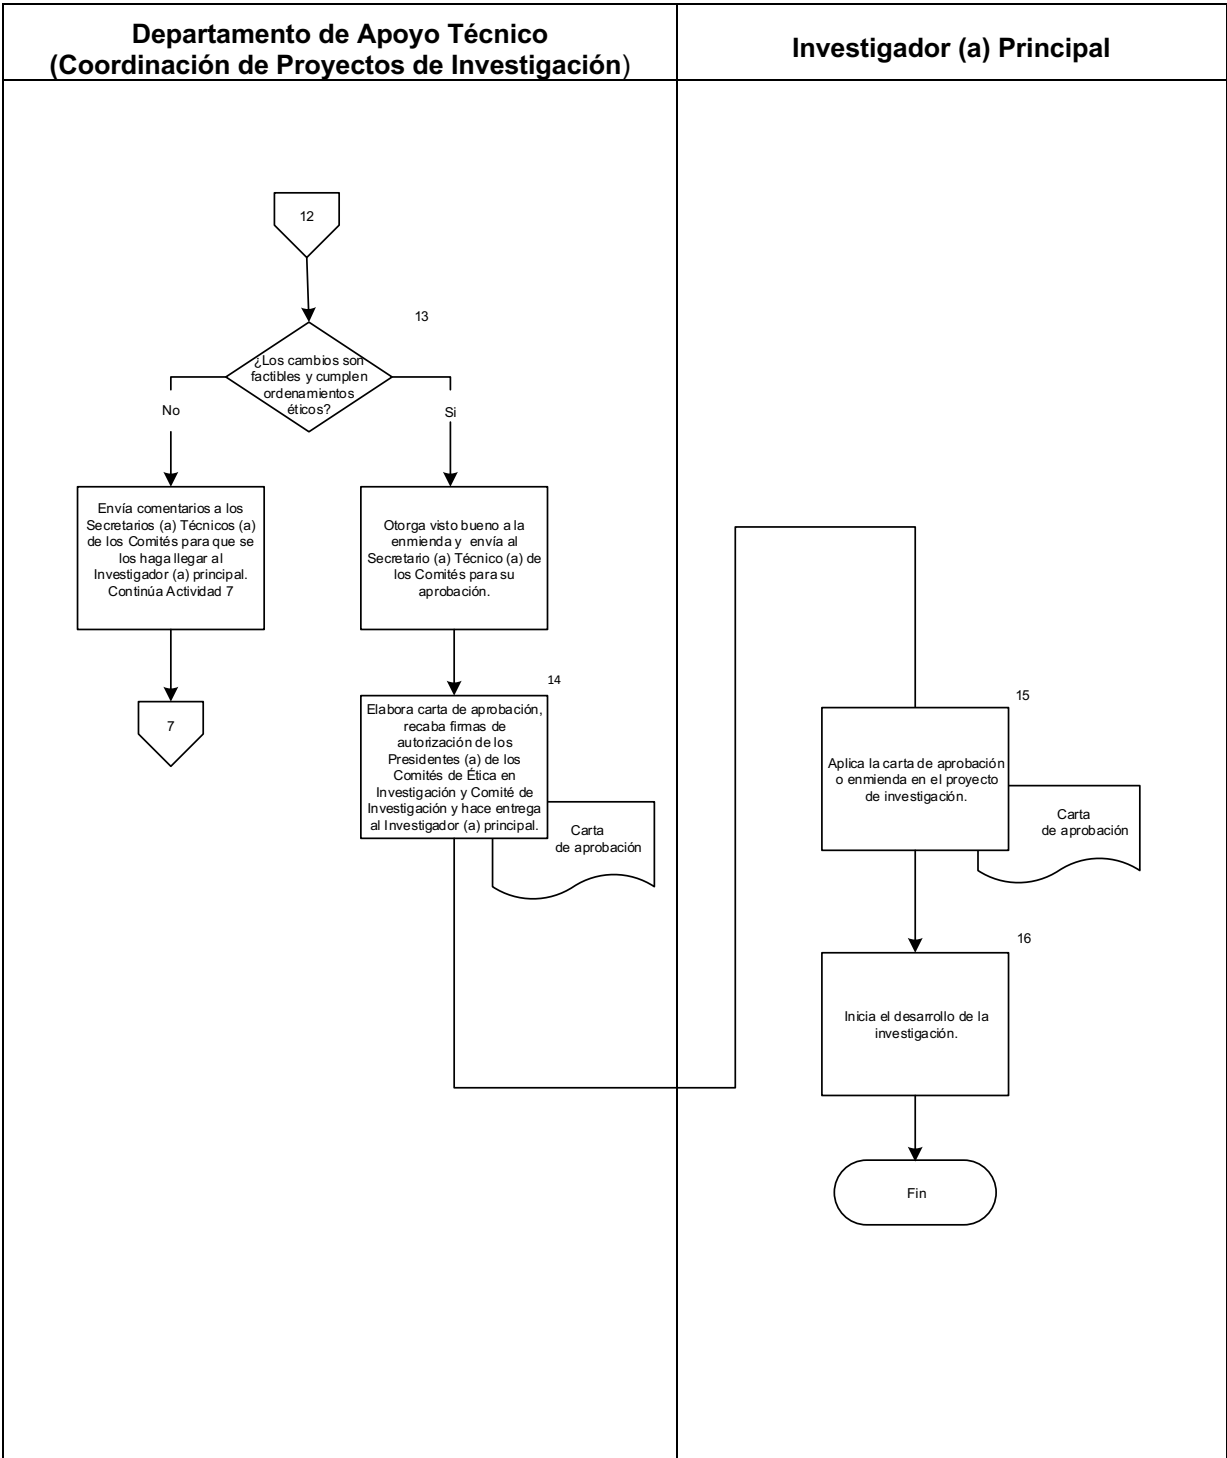 Departamento de Apoyo Técnico
(Coordinación de Proyectos de Investigación)
Investigador (a) Principal
12
13
¿Los cambios son
factibles y cumplen
ordenamientos
éticos?
No
Si
Envía comentarios a los
Secretarios (a) Técnicos (a)
de los Comités para que se
los haga llegar al
Investigador (a) principal.
Continúa Actividad 7
Otorga visto bueno a la
enmienda y envía al
Secretario (a) Técnico (a) de
los Comités para su
aprobación.
7
14
Elabora carta de aprobación,
recaba firmas de
autorización de los
Presidentes (a) de los
Comités de Ética en
Investigación y Comité de
Investigación y hace entrega
al Investigador (a) principal.
Carta
de aprobación
15
Aplica la carta de aprobación
o enmienda en el proyecto
de investigación.
Carta
de aprobación
16
Inicia el desarrollo de la
investigación.
Fin